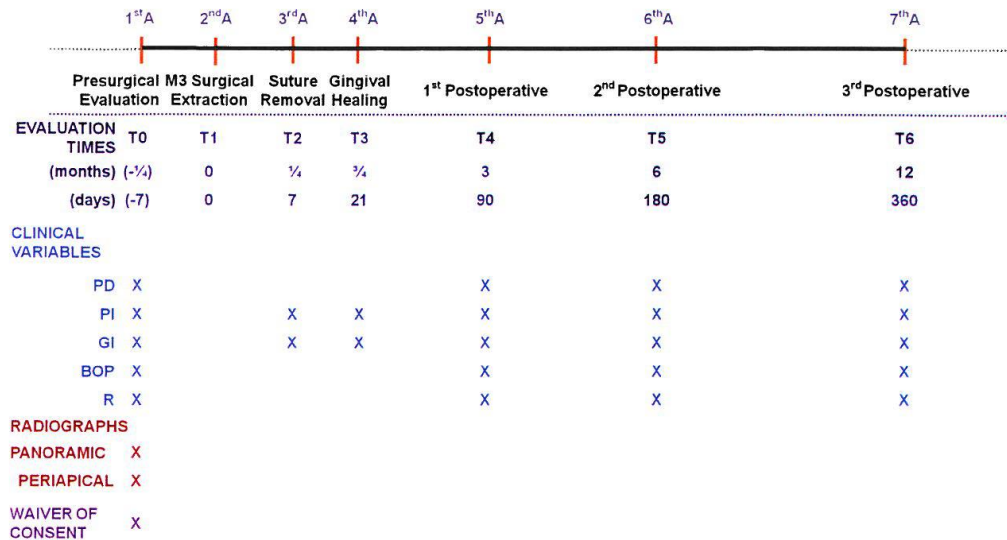 1stA 2ndA 3rdA 4thA 5thA 6thA 7thA
Presurgical Evaluation M3 Surgical Extraction Suture Removal Gingival Healing 1st Postoperative 2nd Postoperative 3rd Postoperative
EVALUATION TIMES T0 T1 T2 T3 T4 T5 T6
(months) (-¼) 0 ¼ ¾ 3 6 12
(days) (-7) 0 7 21 90 180 360
CLINICAL
VARIABLES
PD X X X X
PI X X X X X X
GI X X X X X X
BOP X X X X
R X X X X
RADIOGRAPHS
PANORAMIC X
PERIAPICAL X
WAIVER OF CONSENT X